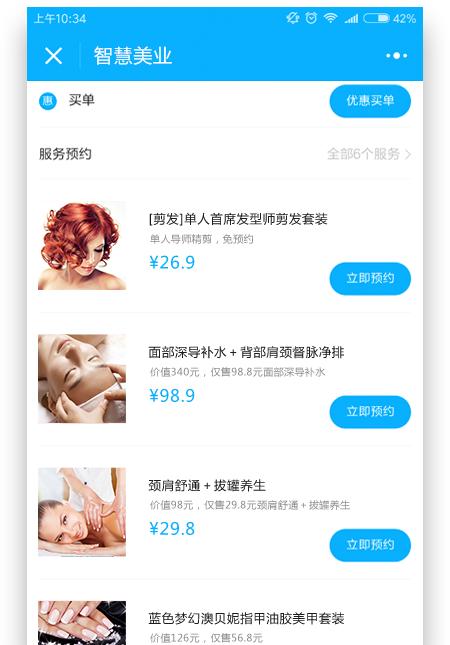 上午10:34
42%
智慧美业
惠 买单
优惠买单
服务预约
全部6个服务
[剪发]单人首席发型师剪发套装
单人导师精剪，免预约
¥26.9
立即预约
面部深导补水＋背部肩颈督脉净排
价值340元，仅售98.8元面部深导补水
¥98.9
立即预约
颈肩舒通＋拔罐养生
价值98元，仅售29.8元颈肩舒通＋拔罐养生
¥29.8
立即预约
蓝色梦幻澳贝妮指甲油胶美甲套装
价值126元，仅售56.8元